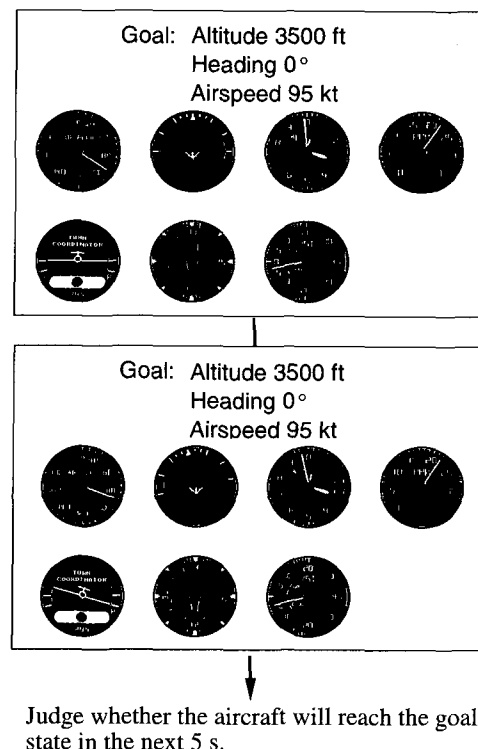 Goal: Altitude 3500 ft
Heading 0°
Airspeed 95 kt
TURN
COORDINATOR
Goal: Altitude 3500 ft
Heading 0°
Airspeed 95 kt
TURN
COORDINATOR
Judge whether the aircraft will reach the goal
state in the next 5 s.